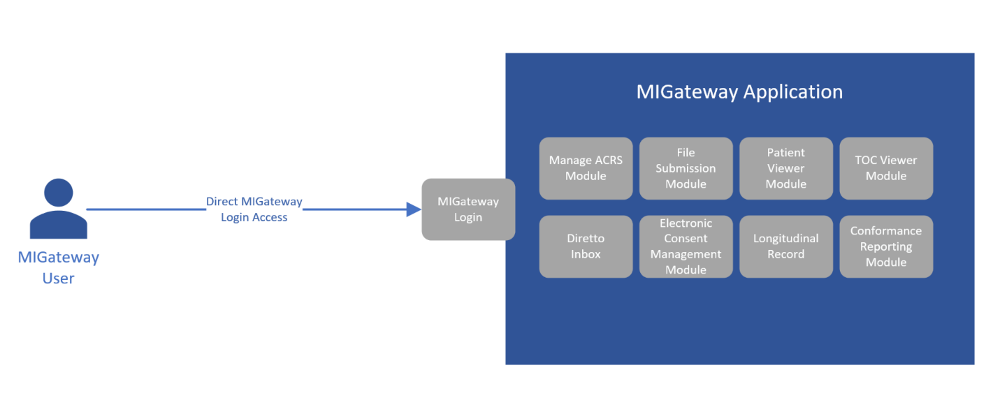 MIGateway Application
Manage ACRS
Module
File
Submission
Module
Patient
Viewer
Module
TOC Viewer
Module
MIGateway
User
Direct MIGateway
Login Access
MIGateway
Login
Diretto
Inbox
Electronic
Consent
Management
Module
Longitudinal
Record
Conformance
Reporting
Module